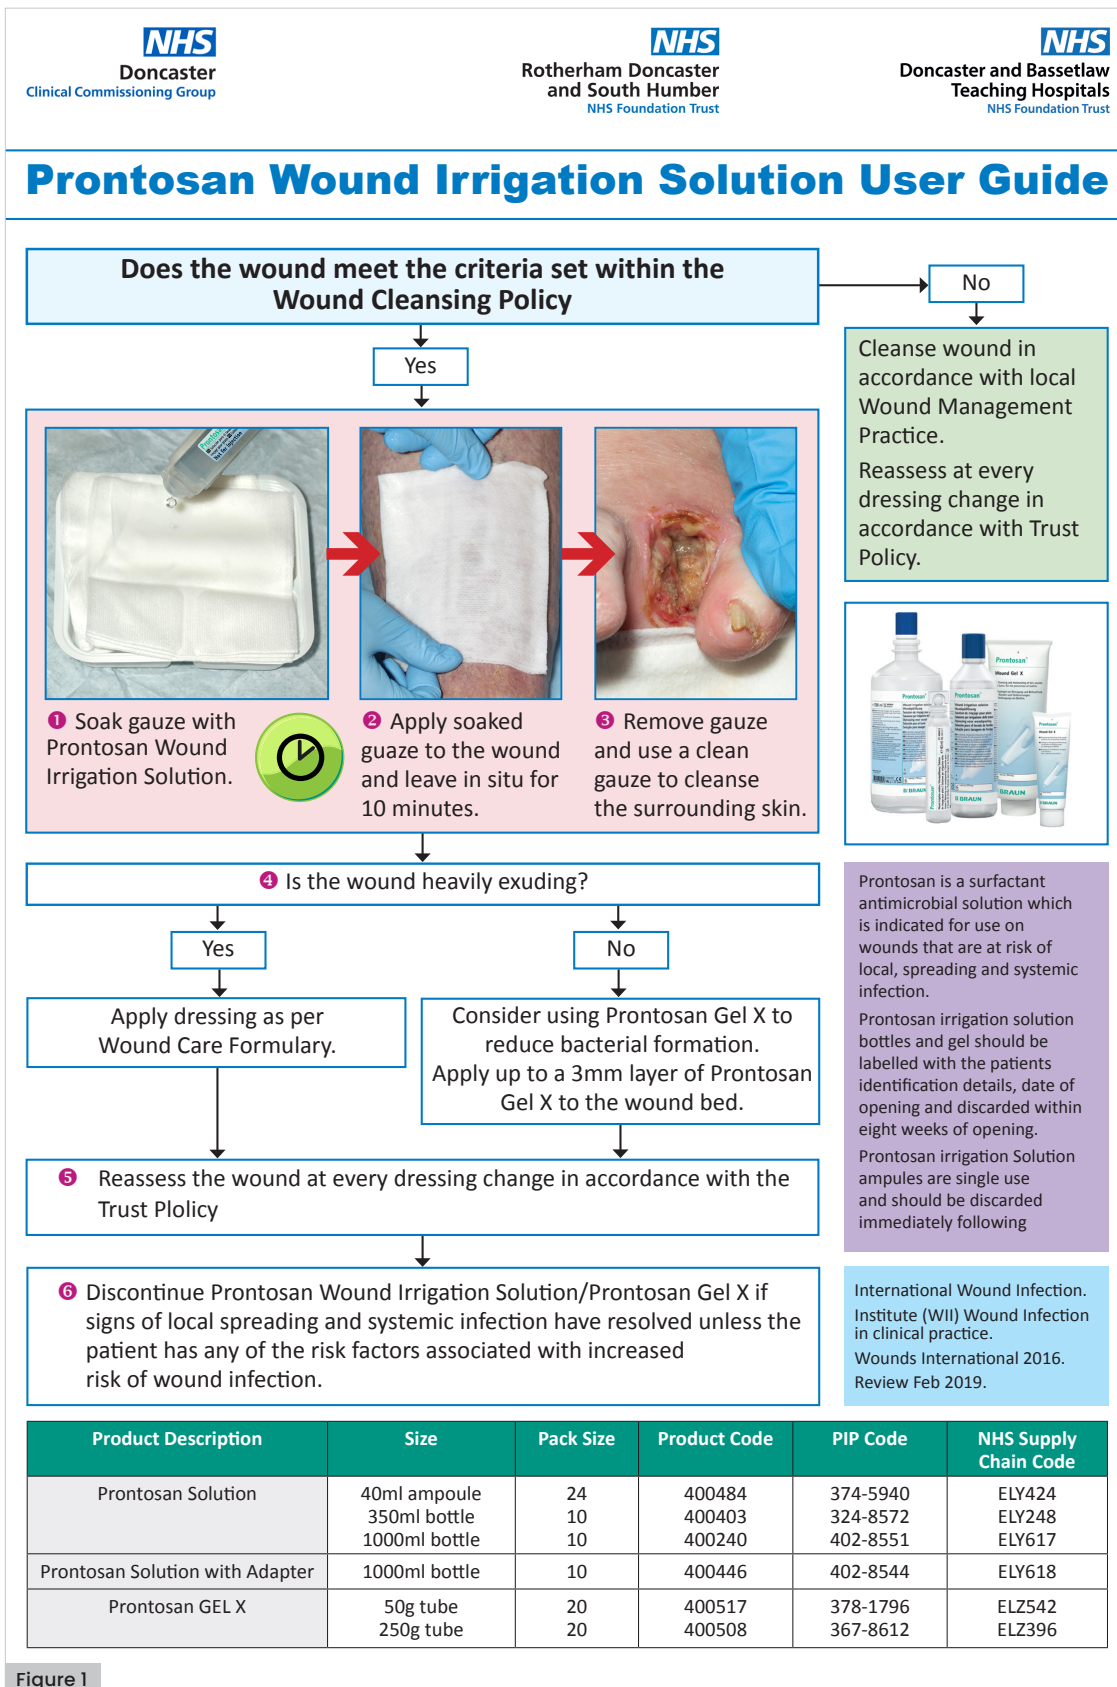 NHS
Doncaster
Clinical Commissioning Group
NHS
Rotherham Doncaster
and South Humber
NHS Foundation Trust
NHS
Doncaster and Bassetlaw
Teaching Hospitals
NHS Foundation Trust
Prontosan Wound Irrigation Solution User Guide
Does the wound meet the criteria set within the
Wound Cleansing Policy
No
Yes
Cleanse wound in
accordance with local
Wound Management
Practice.
Reassess at every
dressing change in
accordance with Trust
Policy.
❶ Soak gauze with
Prontosan Wound
Irrigation Solution.
❷ Apply soaked
guaze to the wound
and leave in situ for
10 minutes.
❸ Remove gauze
and use a clean
gauze to cleanse
the surrounding skin.
Prontosan
Wound Gel X
Prontosan
Prontosan
Prontosan
B BRAUN
B BRAUN
BRAUN
B BRAUN
❹ Is the wound heavily exuding?
Yes
No
Apply dressing as per
Wound Care Formulary.
Consider using Prontosan Gel X to
reduce bacterial formation.
Apply up to a 3mm layer of Prontosan
Gel X to the wound bed.
❺ Reassess the wound at every dressing change in accordance with the
Trust Plolicy
❻ Discontinue Prontosan Wound Irrigation Solution/Prontosan Gel X if
signs of local spreading and systemic infection have resolved unless the
patient has any of the risk factors associated with increased
risk of wound infection.
Prontosan is a surfactant
antimicrobial solution which
is indicated for use on
wounds that are at risk of
local, spreading and systemic
infection.
Prontosan irrigation solution
bottles and gel should be
labelled with the patients
identification details, date of
opening and discarded within
eight weeks of opening.
Prontosan irrigation Solution
ampules are single use
and should be discarded
immediately following
International Wound Infection.
Institute (WII) Wound Infection
in clinical practice.
Wounds International 2016.
Review Feb 2019.
Product Description Size Pack Size Product Code PIP Code NHS Supply
Chain Code
Prontosan Solution 40ml ampoule 24 400484 374-5940 ELY424
350ml bottle 10 400403 324-8572 ELY248
1000ml bottle 10 400240 402-8551 ELY617
Prontosan Solution with Adapter 1000ml bottle 10 400446 402-8544 ELY618
Prontosan GEL X 50g tube 20 400517 378-1796 ELZ542
250g tube 20 400508 367-8612 ELZ396
Figure 1